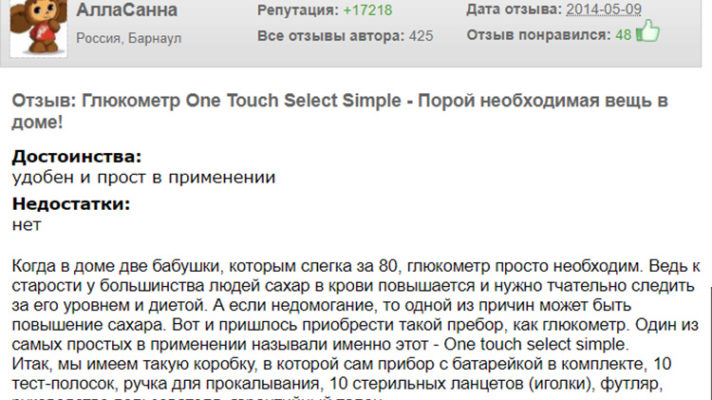 АллаСанна
Репутация: +17218
Дата отзыва: 2014-05-09
Россия, Барнаул
Все отзывы автора: 425
Отзыв понравился: 48
Отзыв: Глюкометр One Touch Select Simple - Порой необходимая вещь в
доме!
Достоинства:
удобен и прост в применении
Недостатки:
нет
Когда в доме две бабушки, которым слегка за 80, глюкометр просто необходим. Ведь к
старости у большинства людей сахар в крови повышается и нужно тчательно следить
за его уровнем и диетой. А если недомогание, то одной из причин может быть
повышение сахара. Вот и пришлось приобрести такой пребор, как глюкометр. Один из
самых простых в применении называли именно этот - One touch select simple.
Итак, мы имеем такую коробку, в которой сам прибор с батарейкой в комплекте, 10
тест-полосок, ручка для прокалывания, 10 стерильных ланцетов (иголки), футляр,